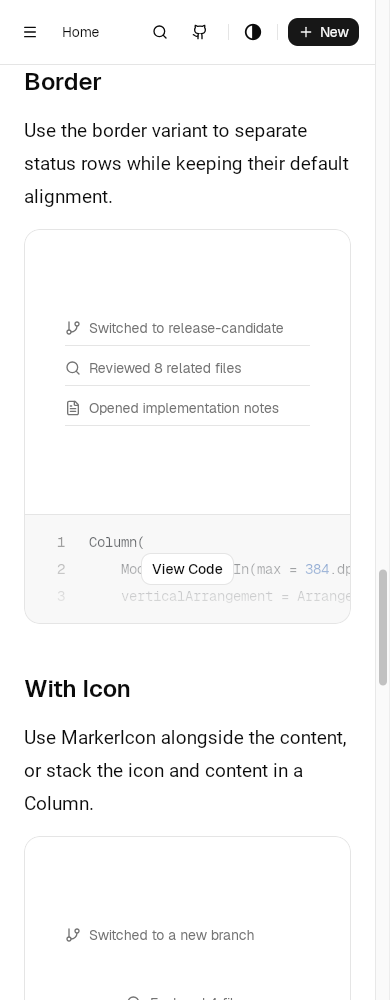 Home
New
Border
Use the border variant to separate
status rows while keeping their default
alignment.
Switched to release-candidate
Reviewed 8 related files
Opened implementation notes
1 Column(
2 In(max = 384.dp
View Code
3 verticalArrangement = Arrange
With Icon
Use MarkerIcon alongside the content,
or stack the icon and content in a
Column.
Switched to a new branch